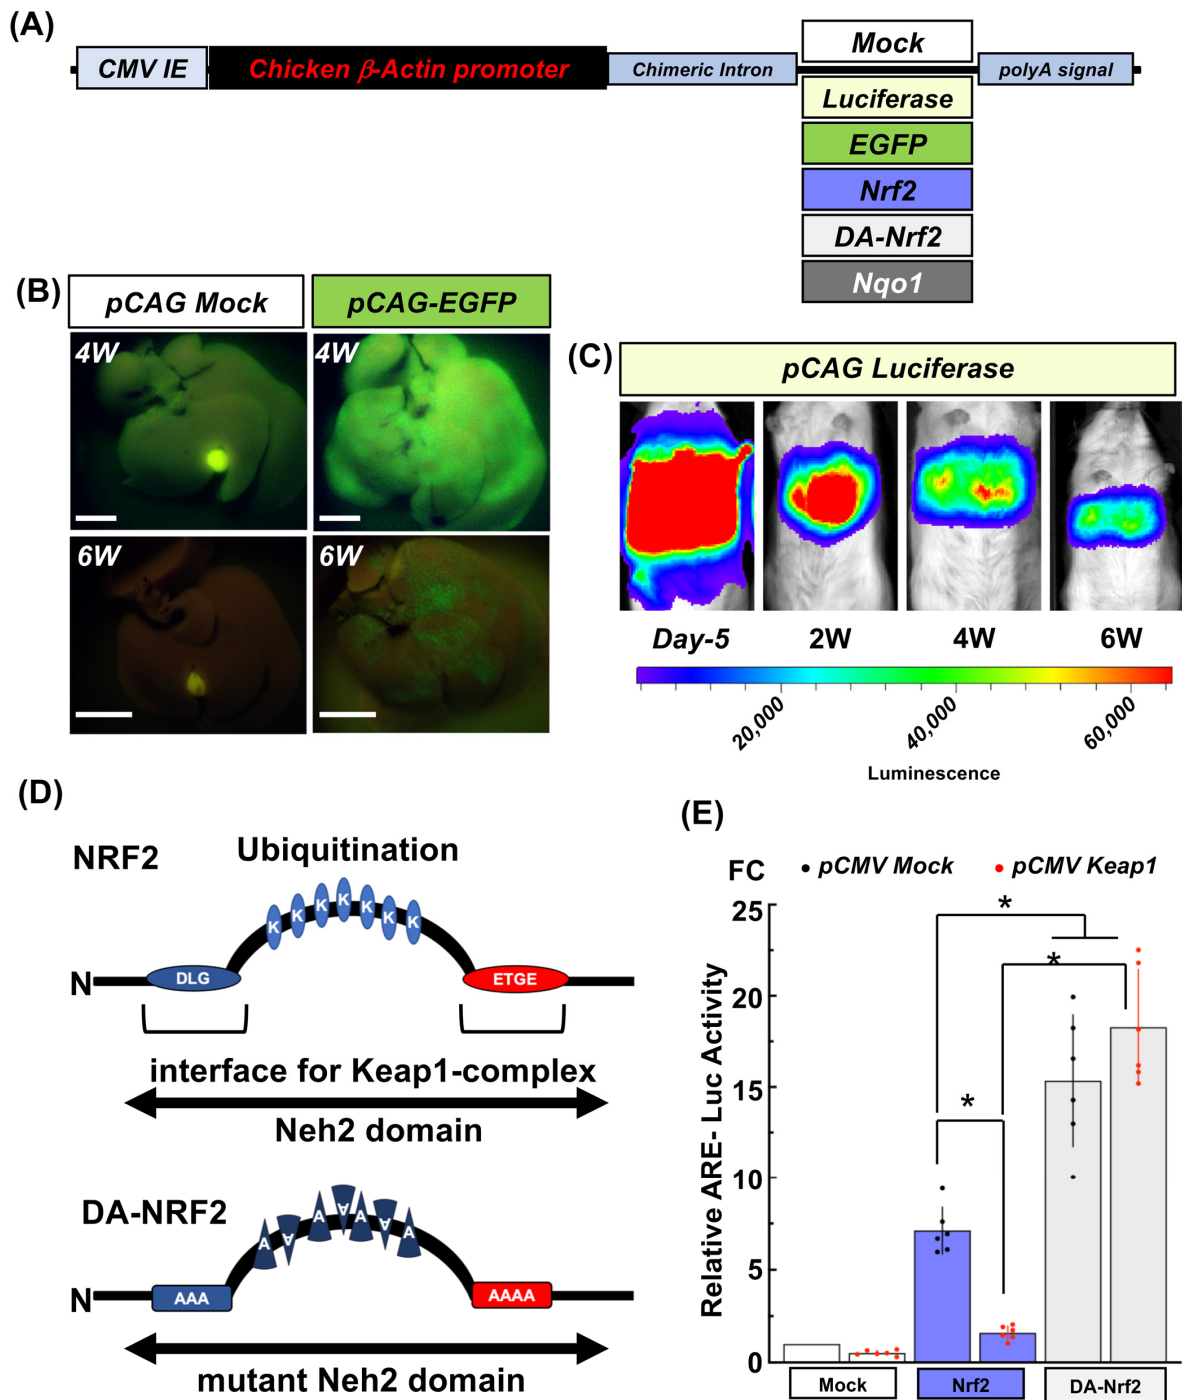 (A)
CMV IE
Chicken β-Actin promoter
Chimeric Intron
Mock
polyA signal
Luciferase
EGFP
Nrf2
DA-Nrf2
Nqo1
(B)
pCAG Mock
pCAG-EGFP
4W
4W
6W
6W
(C)
pCAG Luciferase
Day-5
2W
4W
6W
20,000
40,000
60,000
Luminescence
(D)
NRF2
Ubiquitination
K K K K K K K
N
DLG
ETGE
interface for Keap1-complex
Neh2 domain
DA-NRF2
A A A A A A A
N
AAA
AAAA
mutant Neh2 domain
(E)
FC
pCMV Mock
pCMV Keap1
Relative ARE- Luc Activity
25
20
15
10
5
0
*
*
*
Mock
Nrf2
DA-Nrf2